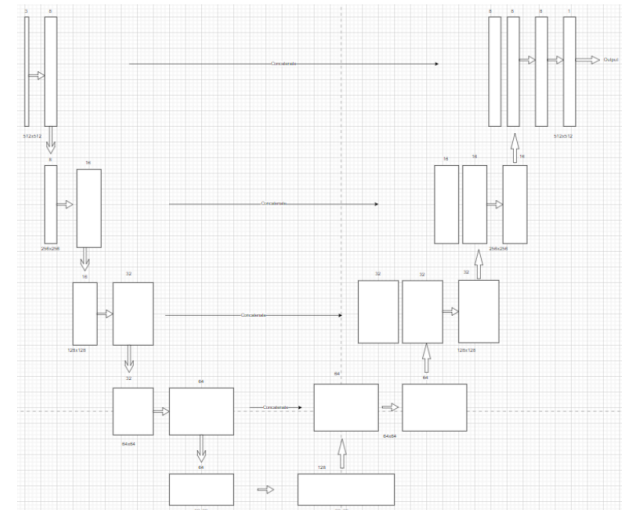 3 8
8 8 8 1
Concatenate
Output
512x512
512x512
8
16
16 16 16
Concatenate
256x256
256x256
16
32
32 32 32
Concatenate
128x128
128x128
32
64
64
64
Concatenate
64x64
64x64
64
128